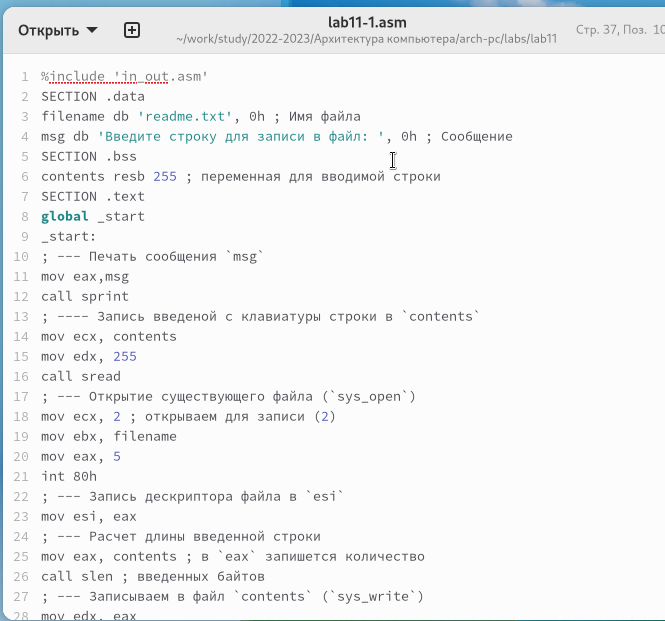 Открыть
lab11-1.asm
~/work/study/2022-2023/Архитектура компьютера/arch-pc/labs/lab11
Стр. 37, Поз. 10
1 %include 'in_out.asm'
2 SECTION .data
3 filename db 'readme.txt', 0h ; Имя файла
4 msg db 'Введите строку для записи в файл: ', 0h ; Сообщение
5 SECTION .bss
6 contents resb 255 ; переменная для вводимой строки
7 SECTION .text
8 global _start
9 _start:
10 ; --- Печать сообщения `msg`
11 mov eax,msg
12 call sprint
13 ; ---- Запись введеной с клавиатуры строки в `contents`
14 mov ecx, contents
15 mov edx, 255
16 call sread
17 ; --- Открытие существующего файла (`sys_open`)
18 mov ecx, 2 ; открываем для записи (2)
19 mov ebx, filename
20 mov eax, 5
21 int 80h
22 ; --- Запись дескриптора файла в `esi`
23 mov esi, eax
24 ; --- Расчет длины введенной строки
25 mov eax, contents ; в `eax` запишется количество
26 call slen ; введенных байтов
27 ; --- Записываем в файл `contents` (`sys_write`)
28 mov edx, eax